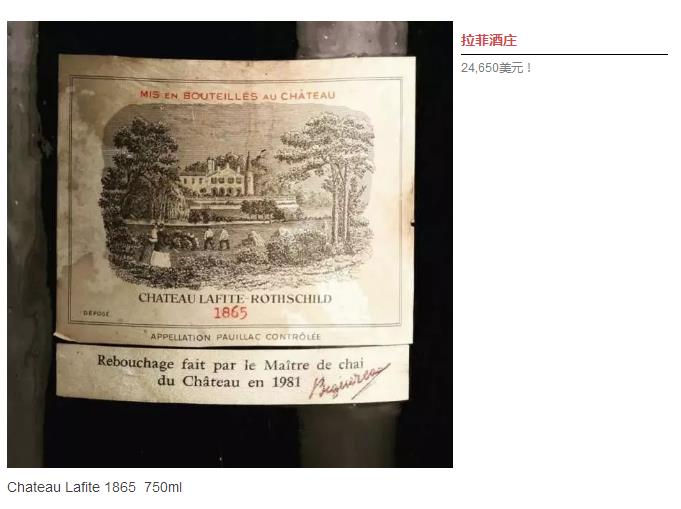 MIS EN BOUTEILLES AU CHÂTEAU
CHATEAU LAFITE-ROTHSCHILD
1865
DÉPOSÉ
APPELLATION PAUILLAC CONTRÔLÉE
Rebouchage fait par le Maître de chai
du Château en 1981
Chateau Lafite 1865 750ml
拉菲酒庄
24,650美元！